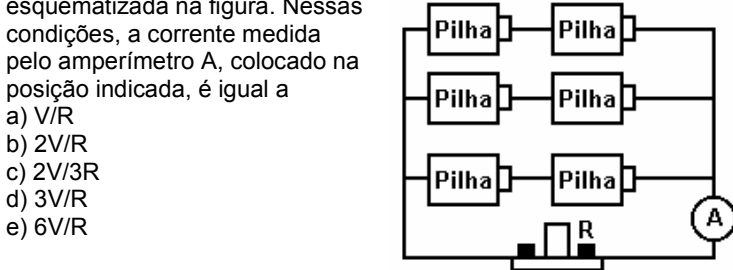 esquematizada na figura. Nessas
condições, a corrente medida
pelo amperímetro A, colocado na
posição indicada, é igual a
a) V/R
b) 2V/R
c) 2V/3R
d) 3V/R
e) 6V/R
Pilha Pilha
Pilha Pilha
Pilha Pilha
A
R